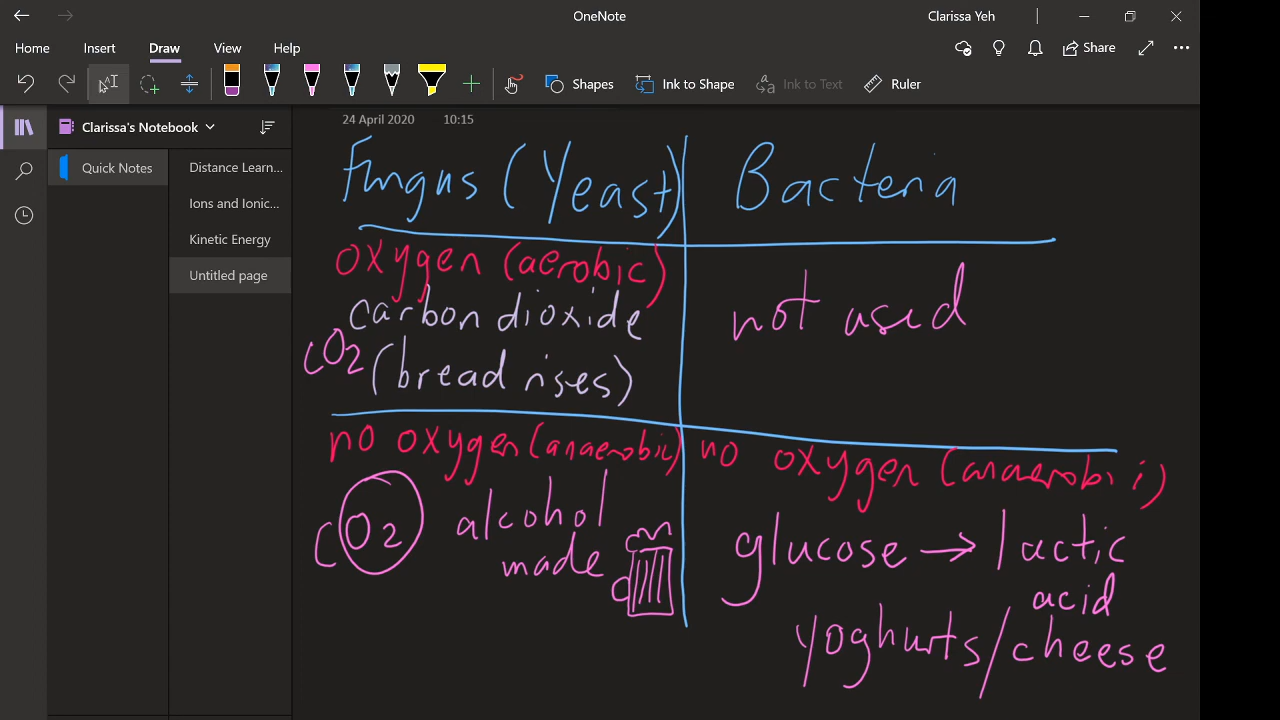 OneNote
Clarissa Yeh
Home Insert Draw View Help
Share
Shapes
Ink to Shape
Ink to Text
Ruler
Clarissa's Notebook
Quick Notes
Distance Learn...
Ions and Ionic...
Kinetic Energy
Untitled page
24 April 2020 10:15
Fungus (Yeast)
oxygen (aerobic)
carbon dioxide
CO2
(bread rises)
no oxygen (anaerobic)
CO2 alcohol
made
Bacteria
not used
no oxygen (anaerobi)
glucose → lactic
acid
yoghurts/cheese